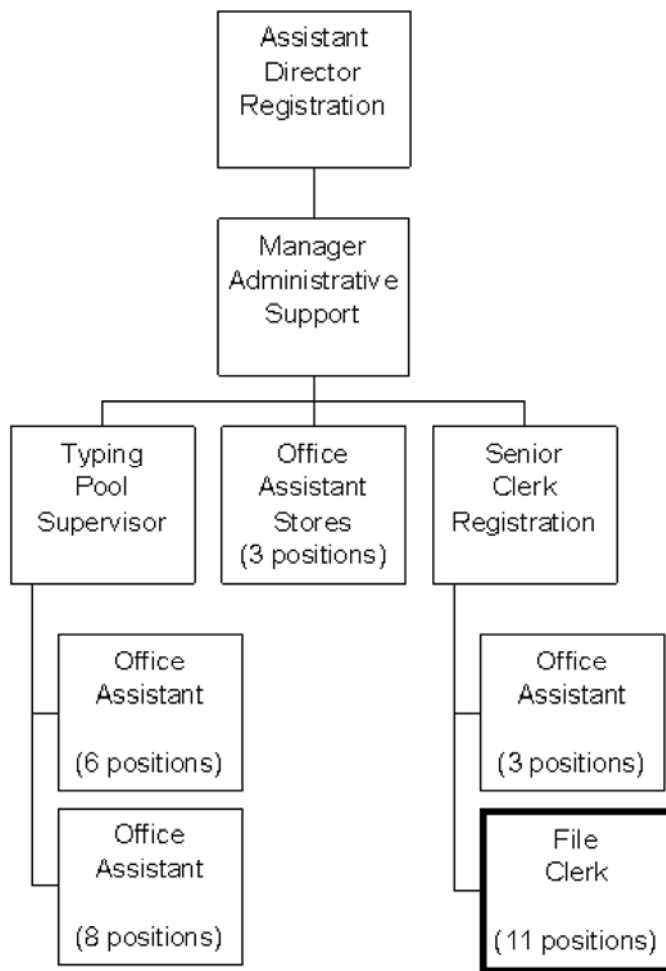 Assistant
Director
Registration
Manager
Administrative
Support
Typing
Pool
Supervisor
Office
Assistant
Stores
(3 positions)
Senior
Clerk
Registration
Office
Assistant
(6 positions)
Office
Assistant
(3 positions)
Office
Assistant
(8 positions)
File
Clerk
(11 positions)